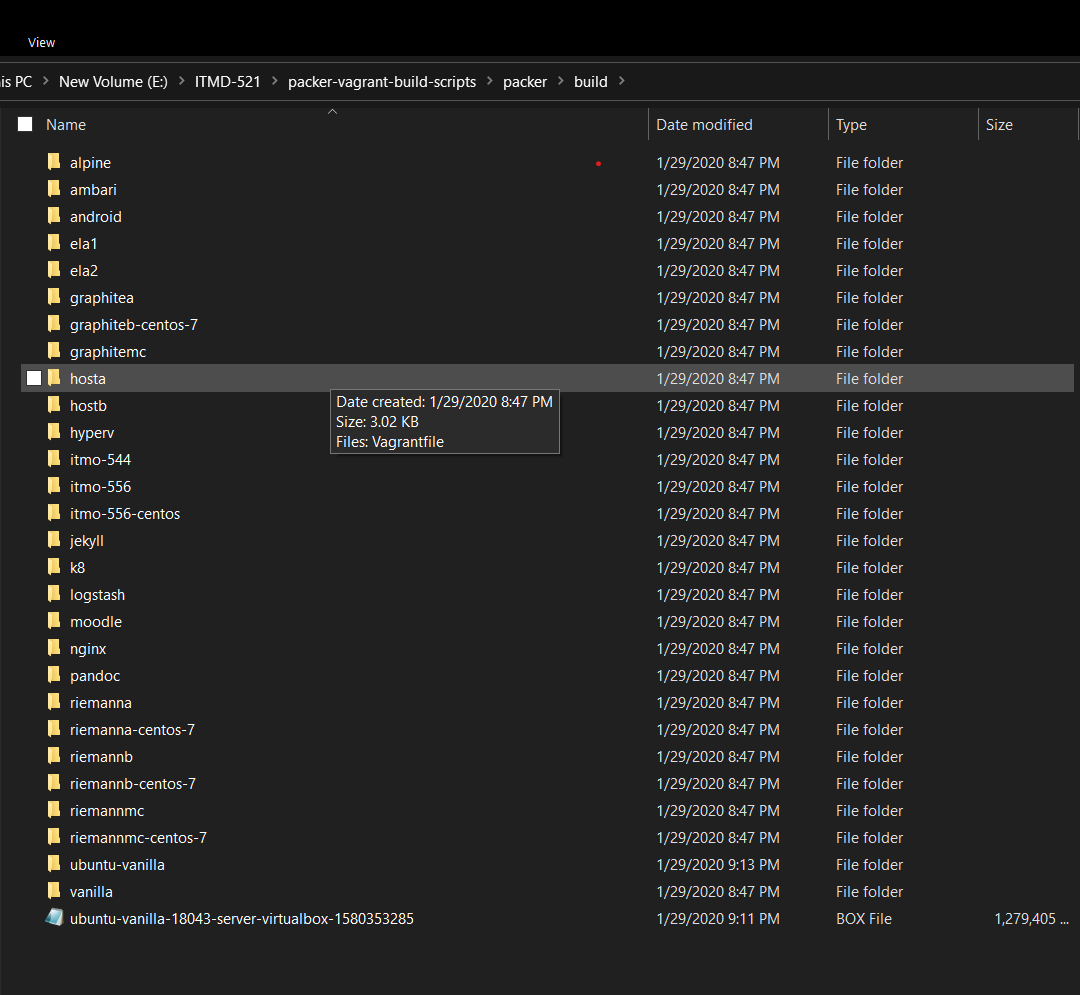 View
is PC > New Volume (E:) > ITMD-521 > packer-vagrant-build-scripts > packer > build >
Name Date modified Type Size
alpine 1/29/2020 8:47 PM File folder
ambari 1/29/2020 8:47 PM File folder
android 1/29/2020 8:47 PM File folder
ela1 1/29/2020 8:47 PM File folder
ela2 1/29/2020 8:47 PM File folder
graphitea 1/29/2020 8:47 PM File folder
graphiteb-centos-7 1/29/2020 8:47 PM File folder
graphitemc 1/29/2020 8:47 PM File folder
hosta 1/29/2020 8:47 PM File folder
hostb 1/29/2020 8:47 PM File folder
Date created: 1/29/2020 8:47 PM
Size: 3.02 KB
Files: Vagrantfile
hyperv 1/29/2020 8:47 PM File folder
itmo-544 1/29/2020 8:47 PM File folder
itmo-556 1/29/2020 8:47 PM File folder
itmo-556-centos 1/29/2020 8:47 PM File folder
jekyll 1/29/2020 8:47 PM File folder
k8 1/29/2020 8:47 PM File folder
logstash 1/29/2020 8:47 PM File folder
moodle 1/29/2020 8:47 PM File folder
nginx 1/29/2020 8:47 PM File folder
pandoc 1/29/2020 8:47 PM File folder
riemanna 1/29/2020 8:47 PM File folder
riemanna-centos-7 1/29/2020 8:47 PM File folder
riemannb 1/29/2020 8:47 PM File folder
riemannb-centos-7 1/29/2020 8:47 PM File folder
riemannmc 1/29/2020 8:47 PM File folder
riemannmc-centos-7 1/29/2020 8:47 PM File folder
ubuntu-vanilla 1/29/2020 9:13 PM File folder
vanilla 1/29/2020 8:47 PM File folder
ubuntu-vanilla-18043-server-virtualbox-1580353285 1/29/2020 9:11 PM BOX File 1,279,405 ...